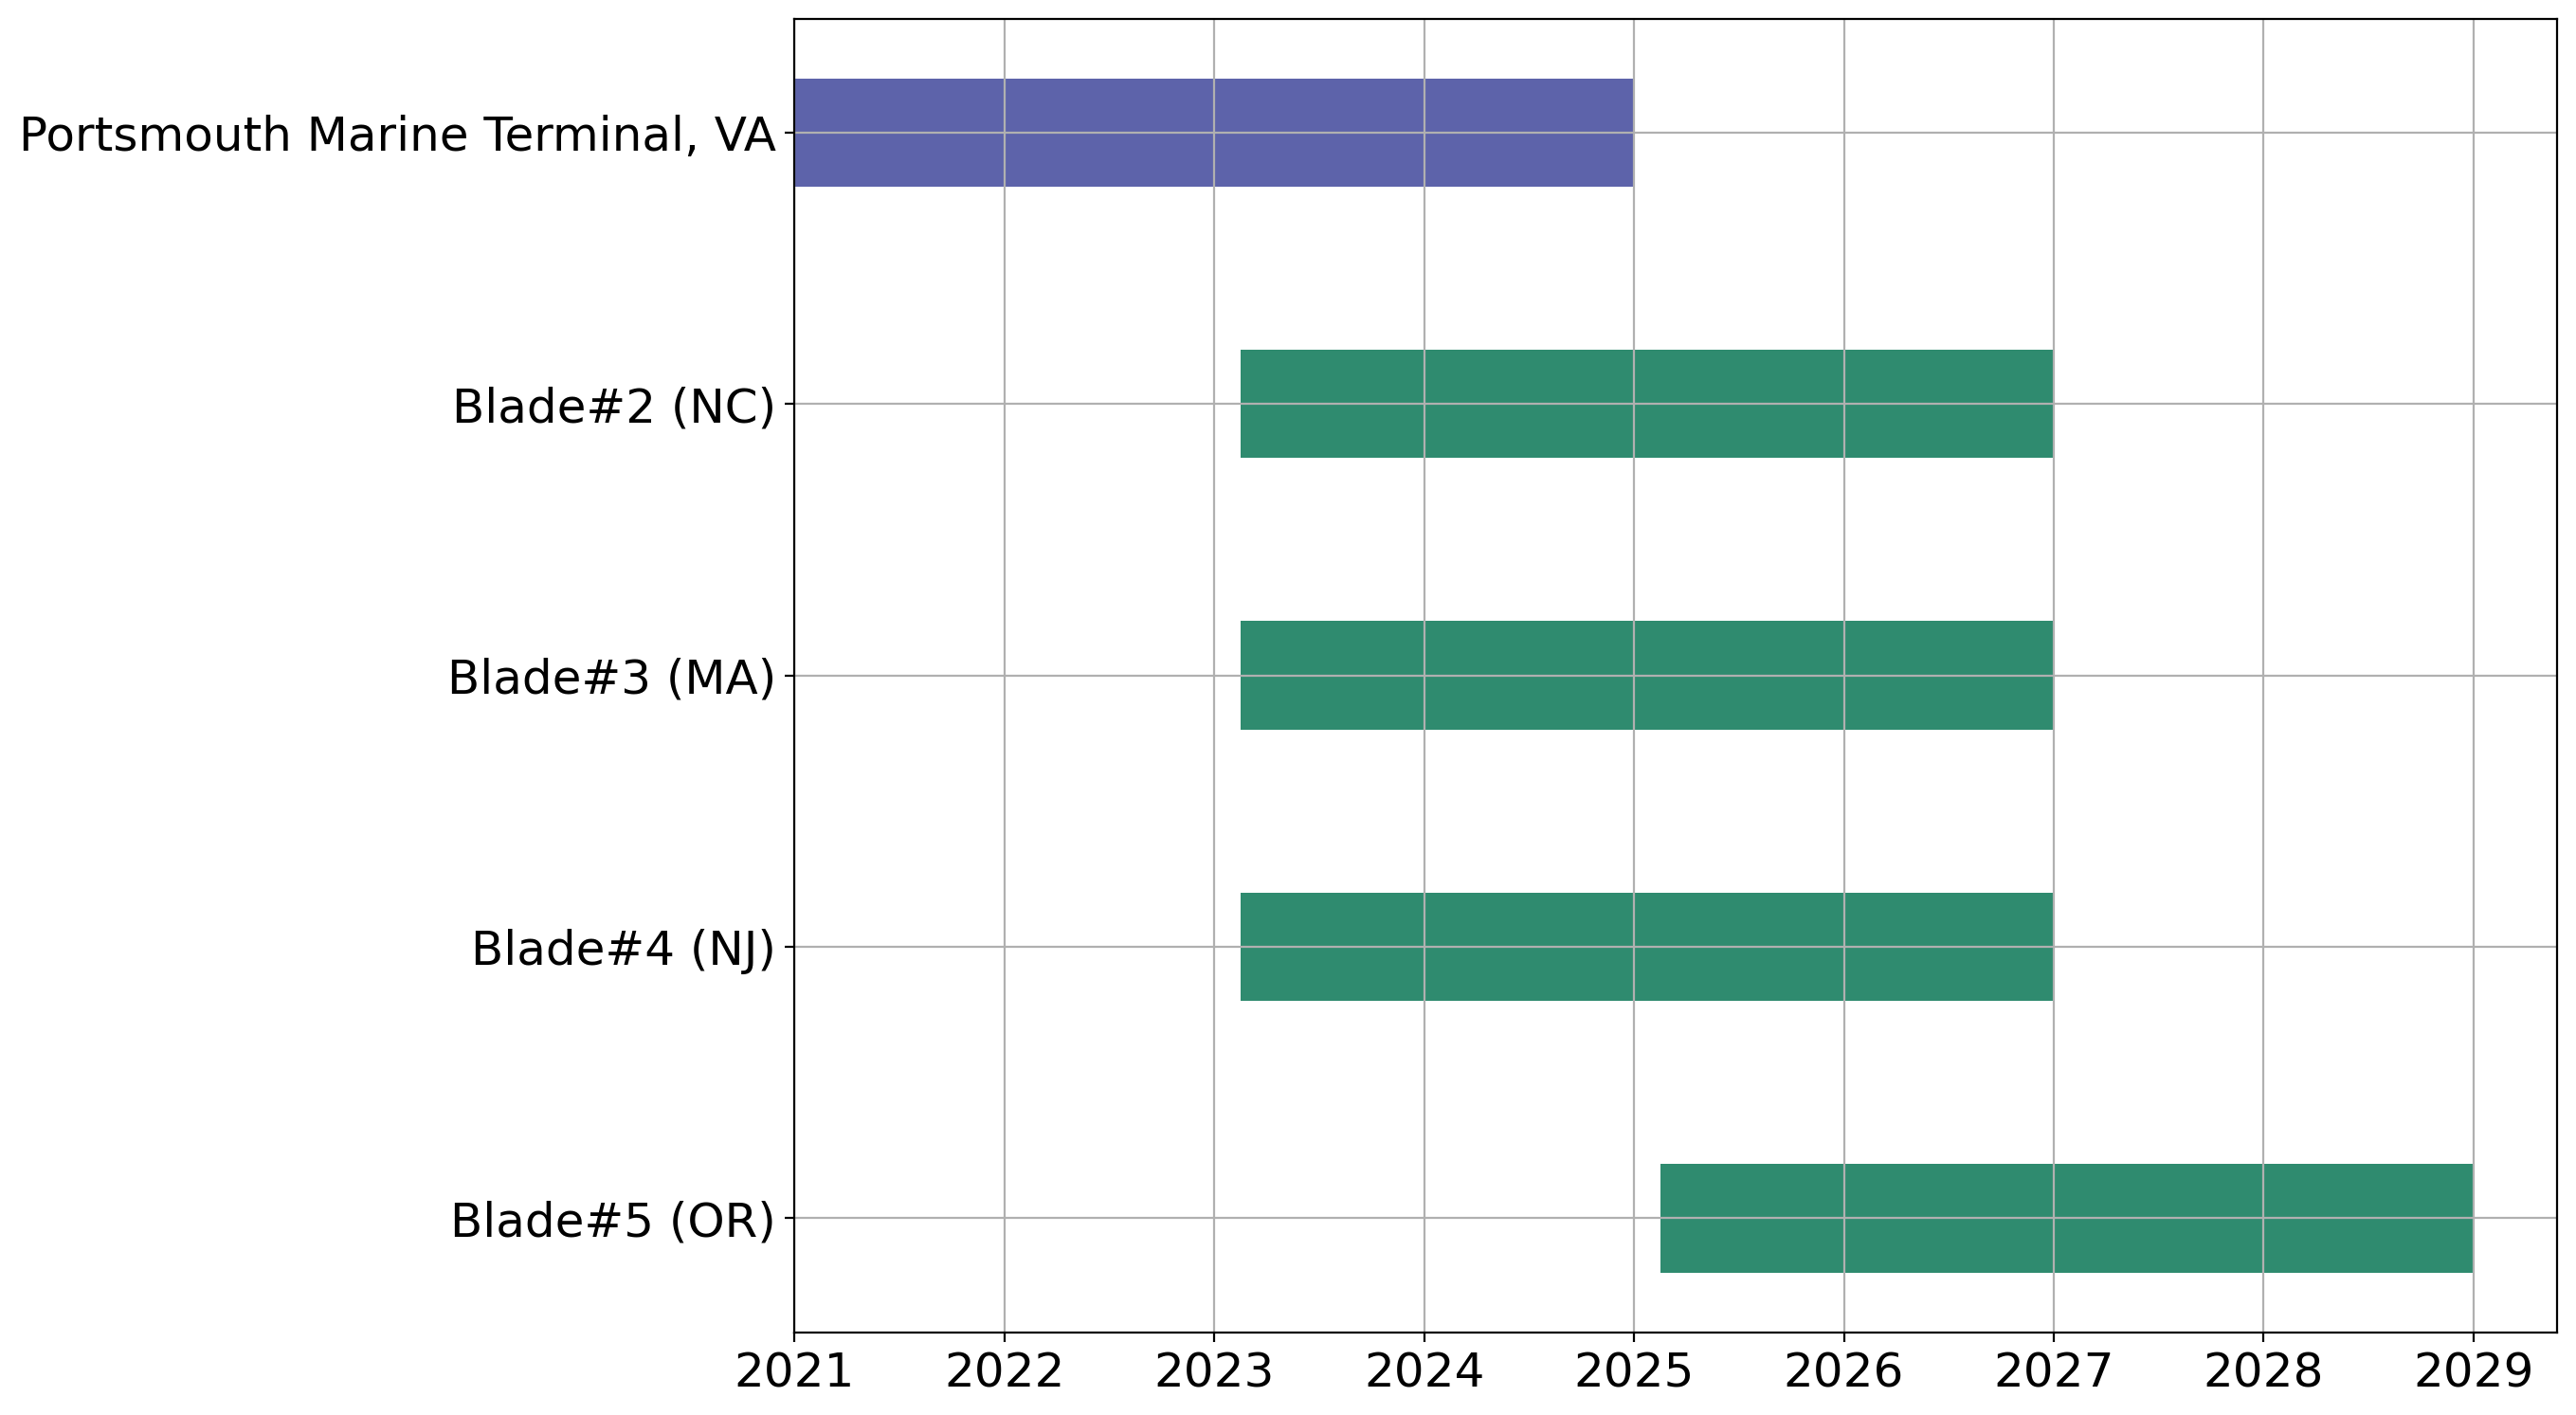 Portsmouth Marine Terminal, VA
Blade#2 (NC)
Blade#3 (MA)
Blade#4 (NJ)
Blade#5 (OR)
2021 2022 2023 2024 2025 2026 2027 2028 2029